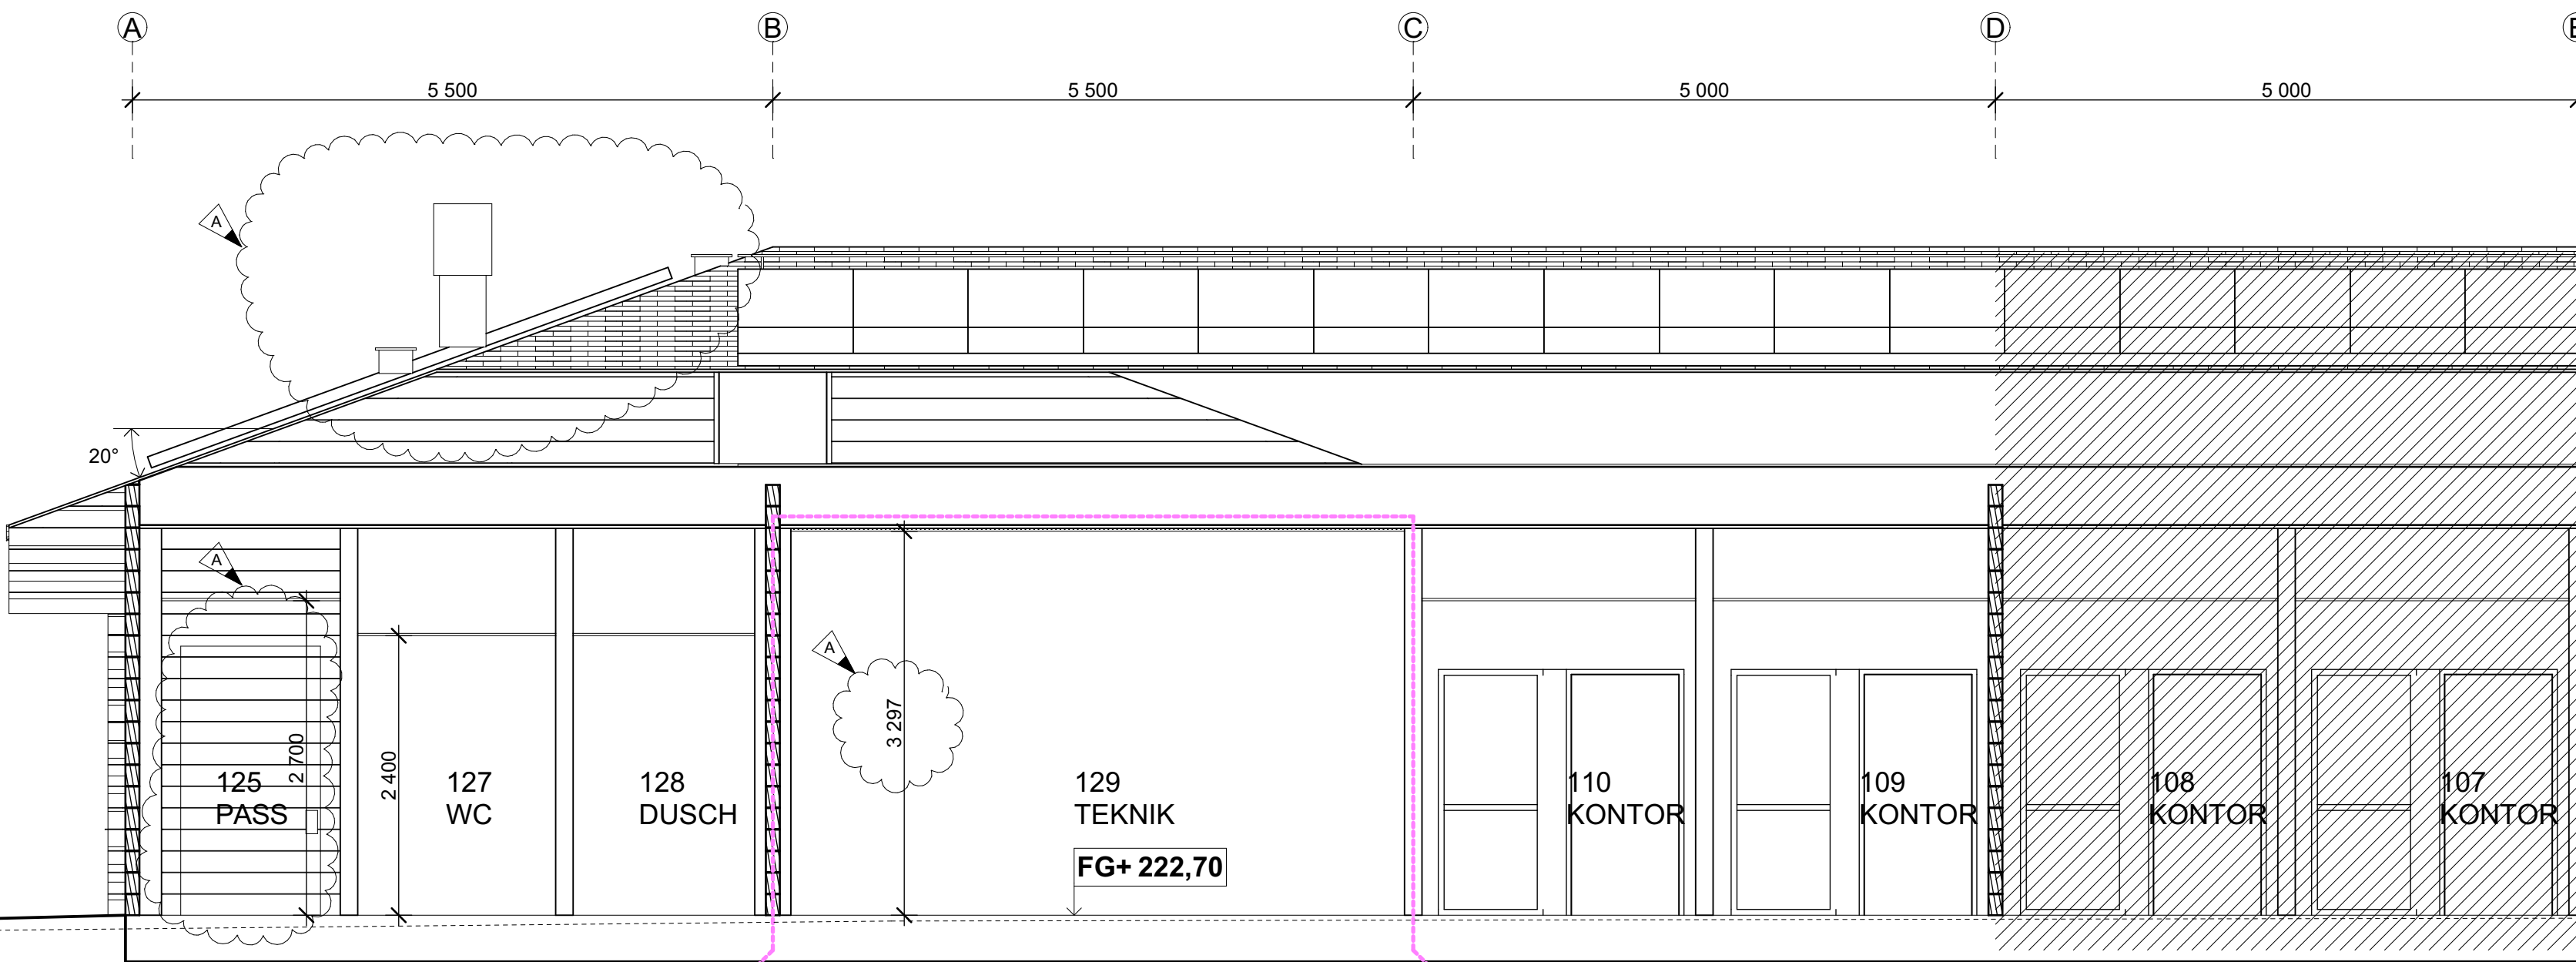 A
B
C
D
5 500
5 500
5 000
5 000
A
20°
A
A
2 700
2 400
3 297
125
PASS
127
WC
128
DUSCH
129
TEKNIK
110
KONTOR
109
KONTOR
108
KONTOR
107
KONTOR
FG+ 222,70